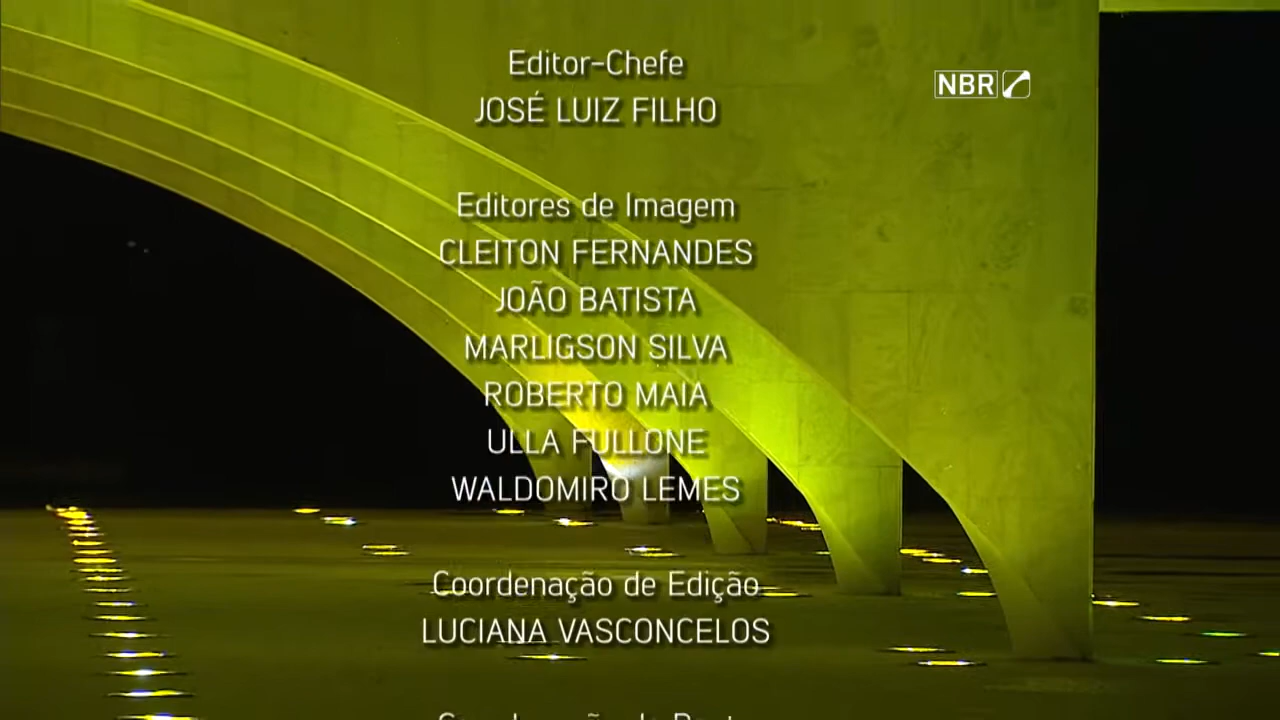 Editor-Chefe
NBR
JOSÉ LUIZ FILHO
Editores de Imagem
CLEITON FERNANDES
JOÃO BATISTA
MARLIGSON SILVA
ROBERTO MAIA
ULLA FULLONE
WALDOMIRO LEMES
Coordenação de Edição
LUCIANA VASCONCELOS